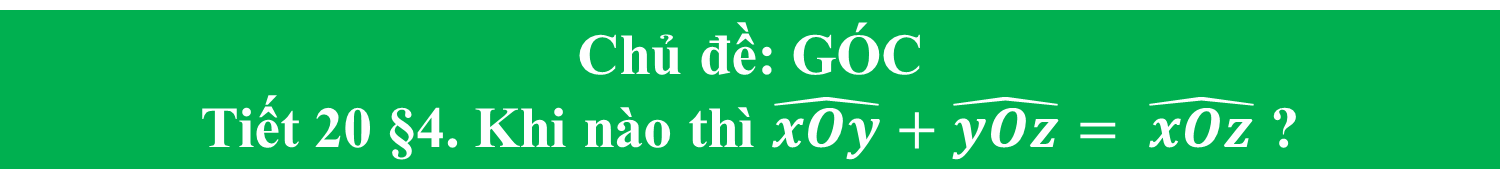 Chủ đề: GÓC
Tiết 20 §4. Khi nào thì $\widehat{xOy} + \widehat{yOz} = \widehat{xOz}$ ?